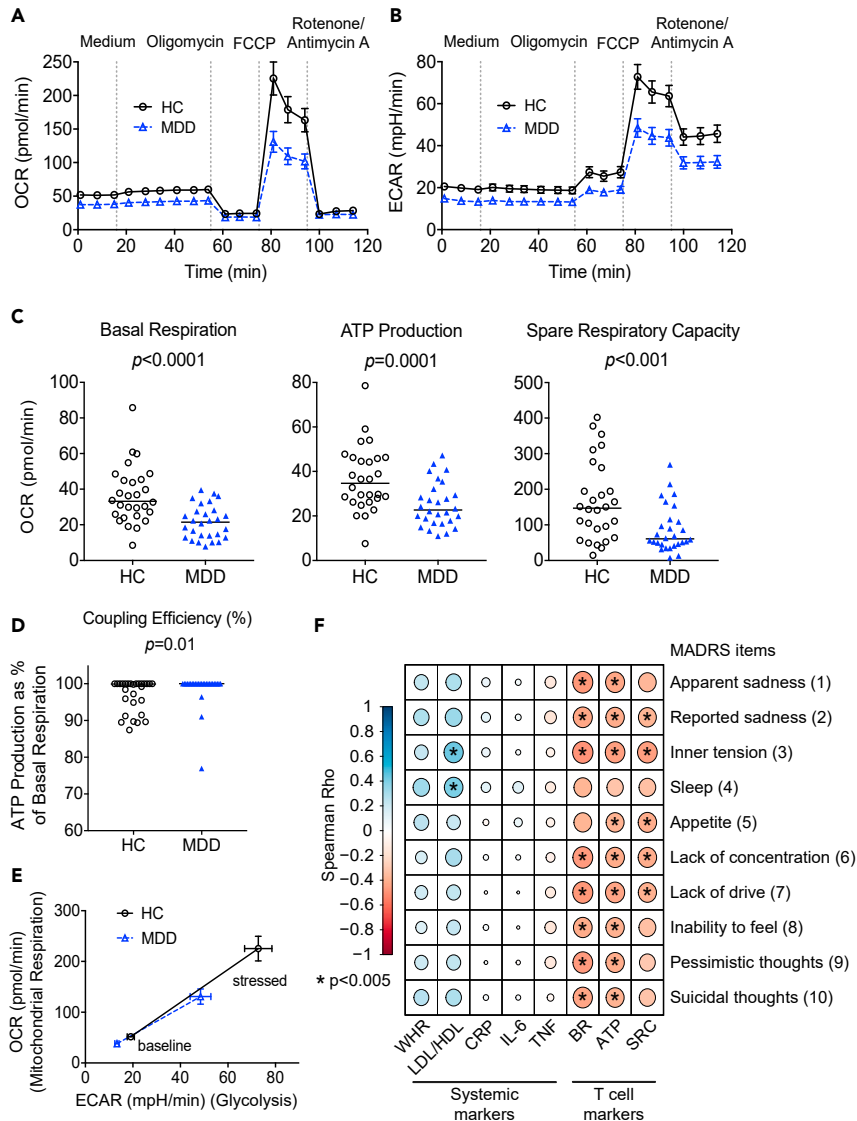 A
Medium
Oligomycin
FCCP
Rotenone/
Antimycin A
OCR (pmol/min)
250
200
150
100
50
0
HC
MDD
0 20 40 60 80 100 120
Time (min)
B
Medium
Oligomycin
FCCP
Rotenone/
Antimycin A
ECAR (mpH/min)
80
60
40
20
0
HC
MDD
0 20 40 60 80 100 120
Time (min)
C
Basal Respiration
p<0.0001
OCR (pmol/min)
100
80
60
40
20
0
HC MDD
ATP Production
p=0.0001
80
60
40
20
0
HC MDD
Spare Respiratory Capacity
p<0.001
500
400
300
200
100
0
HC MDD
D
Coupling Efficiency (%)
p=0.01
ATP Production as %
of Basal Respiration
100
90
80
70
60
HC MDD
E
OCR (pmol/min)
(Mitochondrial Respiration)
300
200
100
0
HC
MDD
stressed
baseline
0 20 40 60 80
ECAR (mpH/min) (Glycolysis)
F
MADRS items
Spearman Rho
1
0.8
0.6
0.4
0.2
0
−0.2
−0.4
−0.6
−0.8
−1
* p<0.005
Apparent sadness (1)
Reported sadness (2)
Inner tension (3)
Sleep (4)
Appetite (5)
Lack of concentration (6)
Lack of drive (7)
Inability to feel (8)
Pessimistic thoughts (9)
Suicidal thoughts (10)
WHR
LDL/HDL
CRP
IL-6
TNF
BR
ATP
SRC
Systemic
markers
T cell
markers